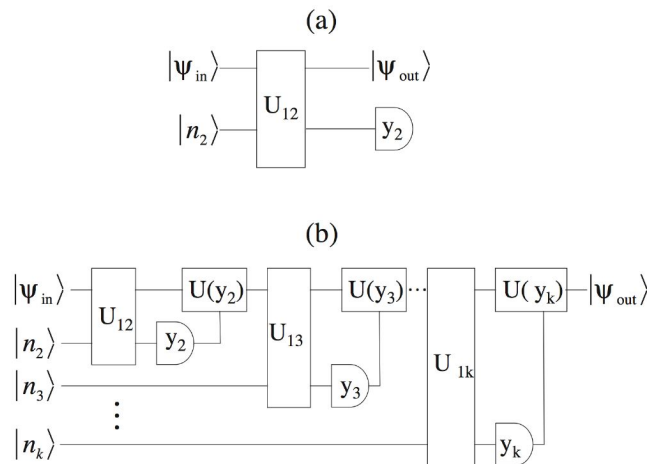 (a)
|Ψin⟩ U12 |Ψout⟩
|n2⟩ y2
(b)
|Ψin⟩ U12 U(y2) U13 U(y3) ··· U1k U(yk) |Ψout⟩
|n2⟩ y2
|n3⟩ y3
⋮
|nk⟩ yk